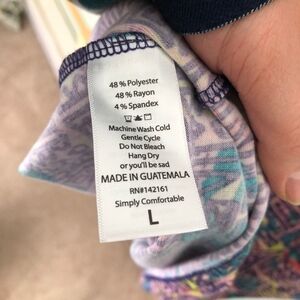 48% Polyester
48% Rayon
4% Spandex
Machine Wash Cold
Gentle Cycle
Do Not Bleach
Hang Dry
or you'll be sad
MADE IN GUATEMALA
RN#142161
Simply Comfortable
L